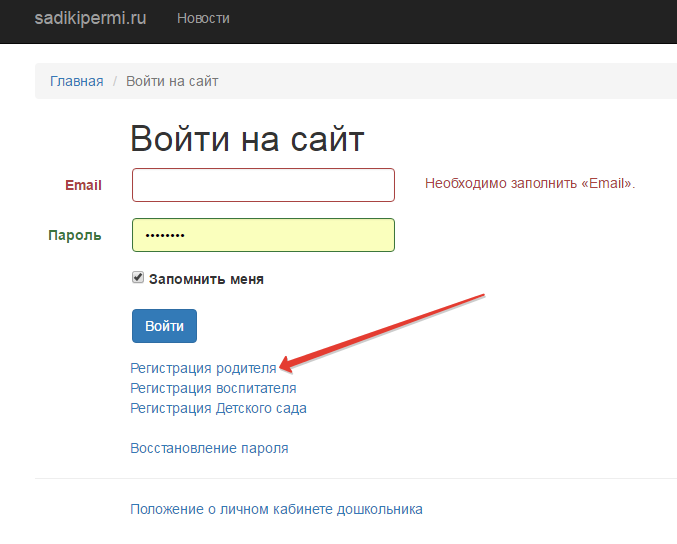 sadikipermi.ru Новости
Главная / Войти на сайт
Войти на сайт
Email Необходимо заполнить «Email».
Пароль ••••••••
Запомнить меня
Войти
Регистрация родителя
Регистрация воспитателя
Регистрация Детского сада
Восстановление пароля
Положение о личном кабинете дошкольника